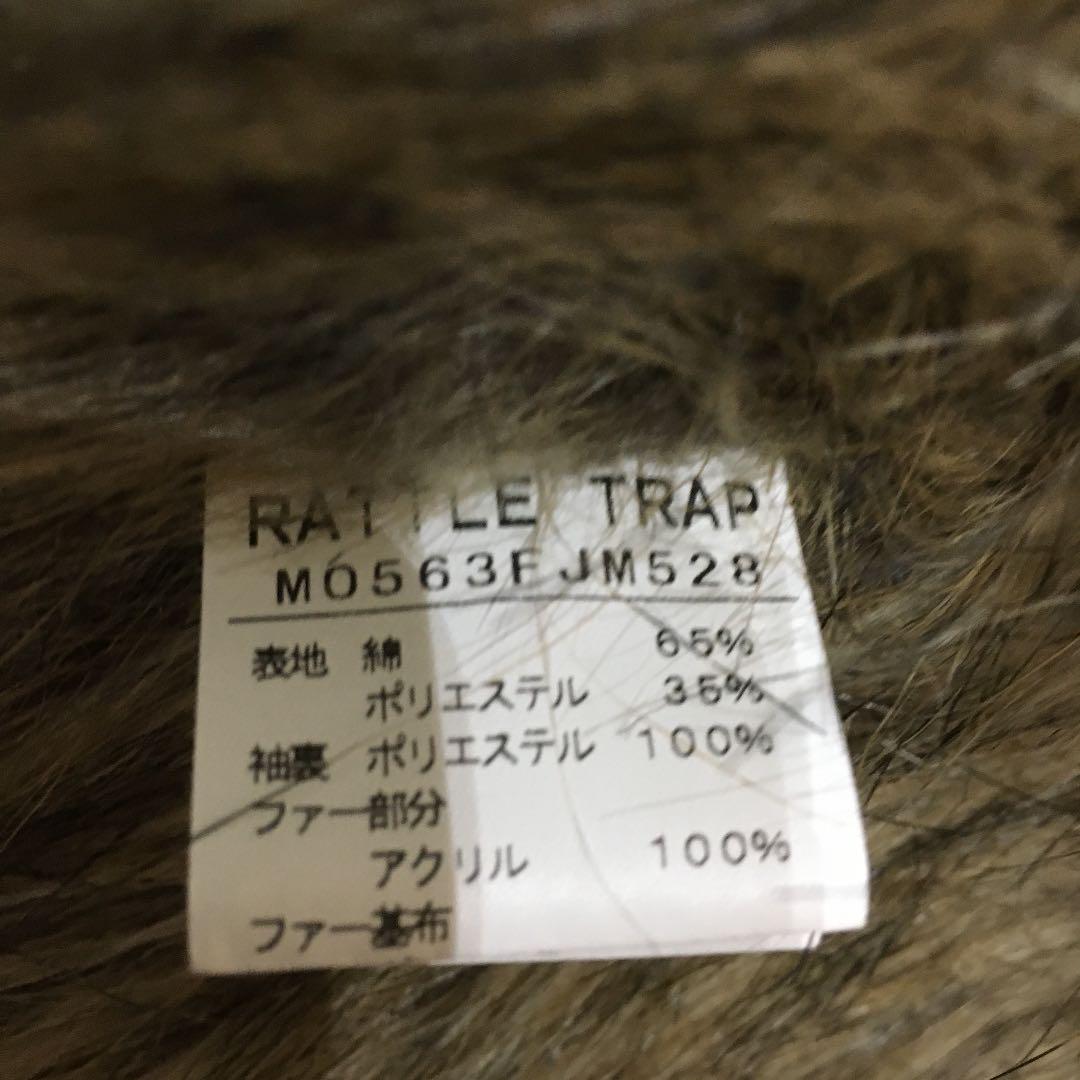 RATTLE TRAP
M0563FJM528
表地 綿 65%
ポリエステル 35%
袖裏 ポリエステル 100%
ファー部分
アクリル 100%
ファー基布